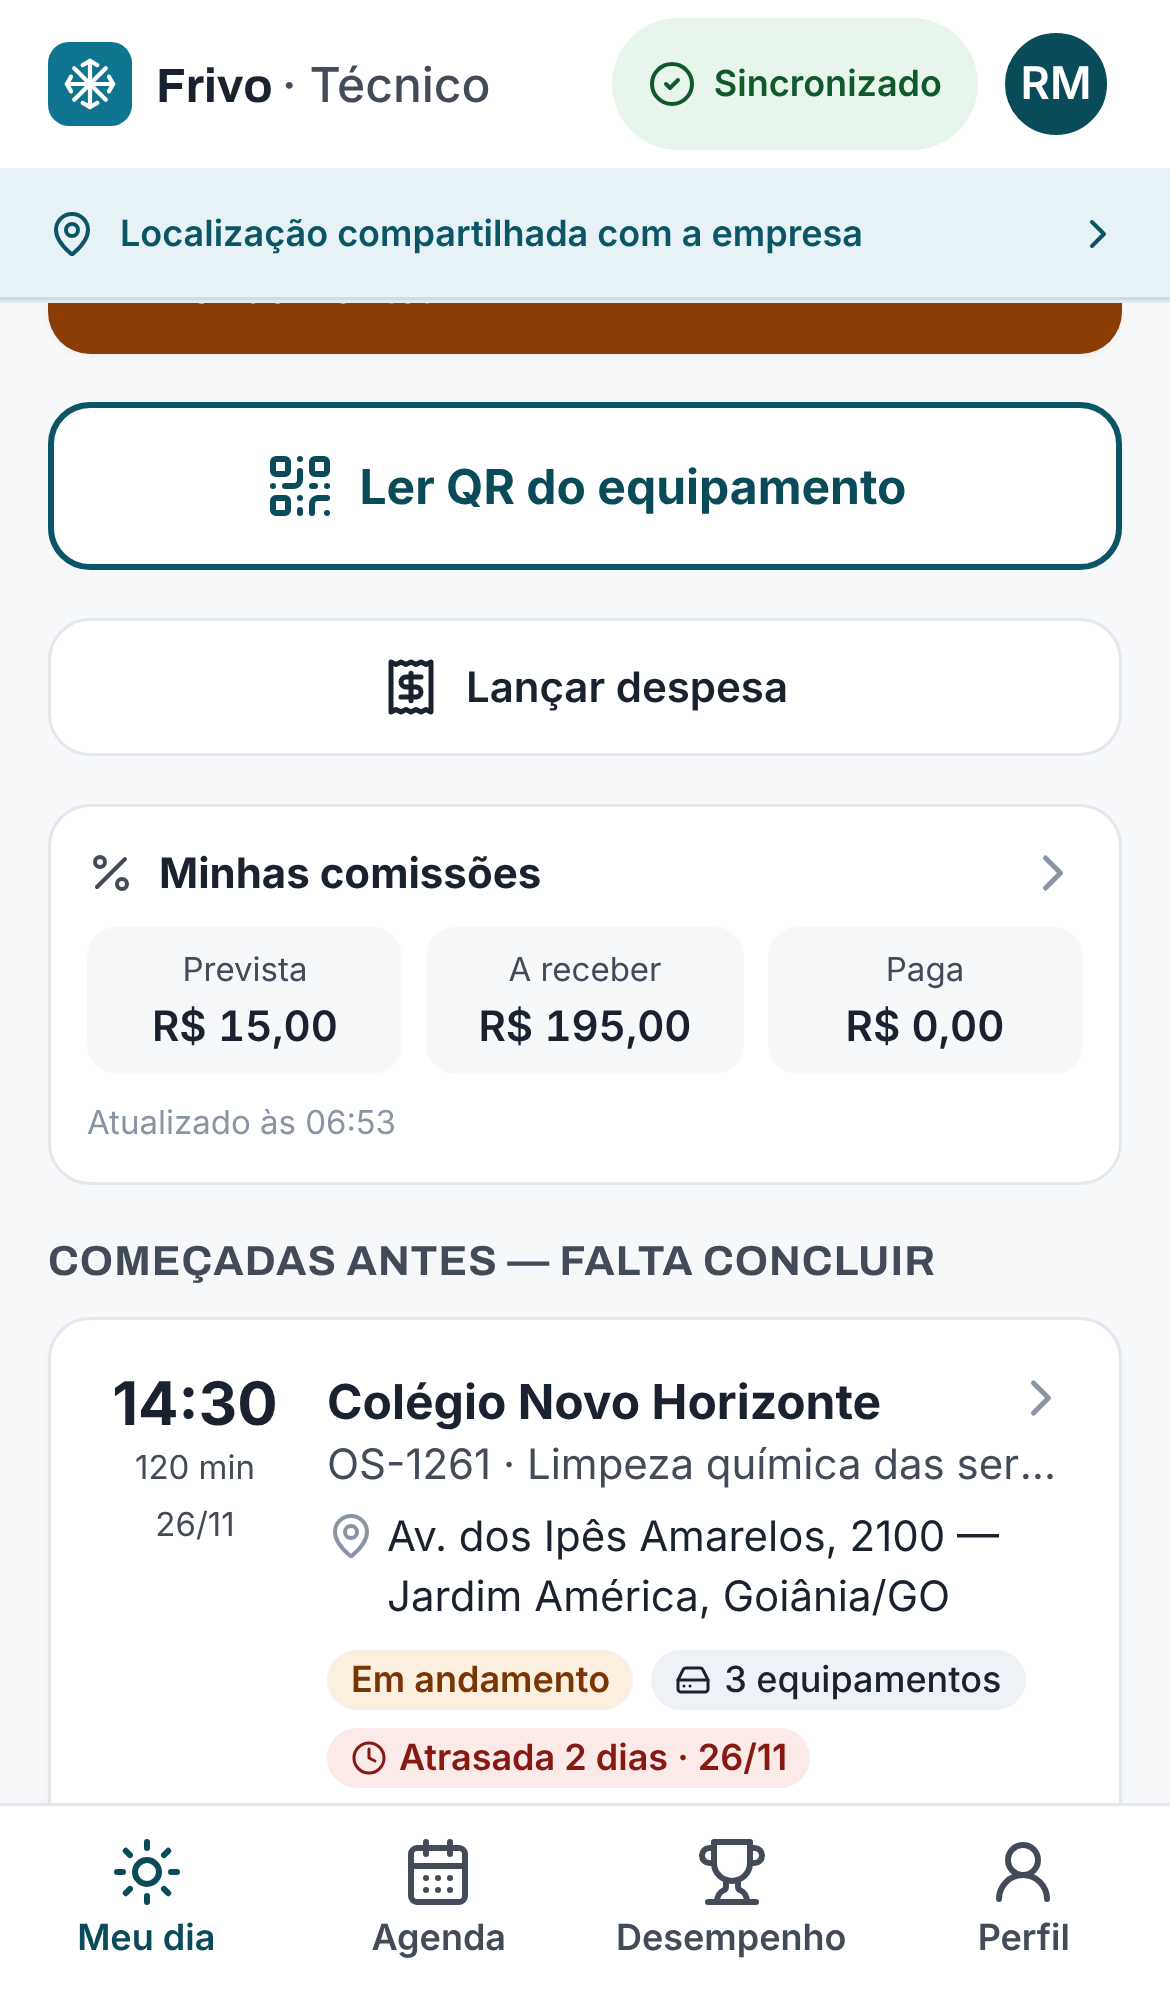 Frivo · Técnico
Sincronizado
RM
Localização compartilhada com a empresa
Ler QR do equipamento
Lançar despesa
Minhas comissões
Prevista
R$ 15,00
A receber
R$ 195,00
Paga
R$ 0,00
Atualizado às 06:53
COMEÇADAS ANTES — FALTA CONCLUIR
14:30
120 min
26/11
Colégio Novo Horizonte
OS-1261 · Limpeza química das ser...
Av. dos Ipês Amarelos, 2100 —
Jardim América, Goiânia/GO
Em andamento
3 equipamentos
Atrasada 2 dias · 26/11
Meu dia
Agenda
Desempenho
Perfil